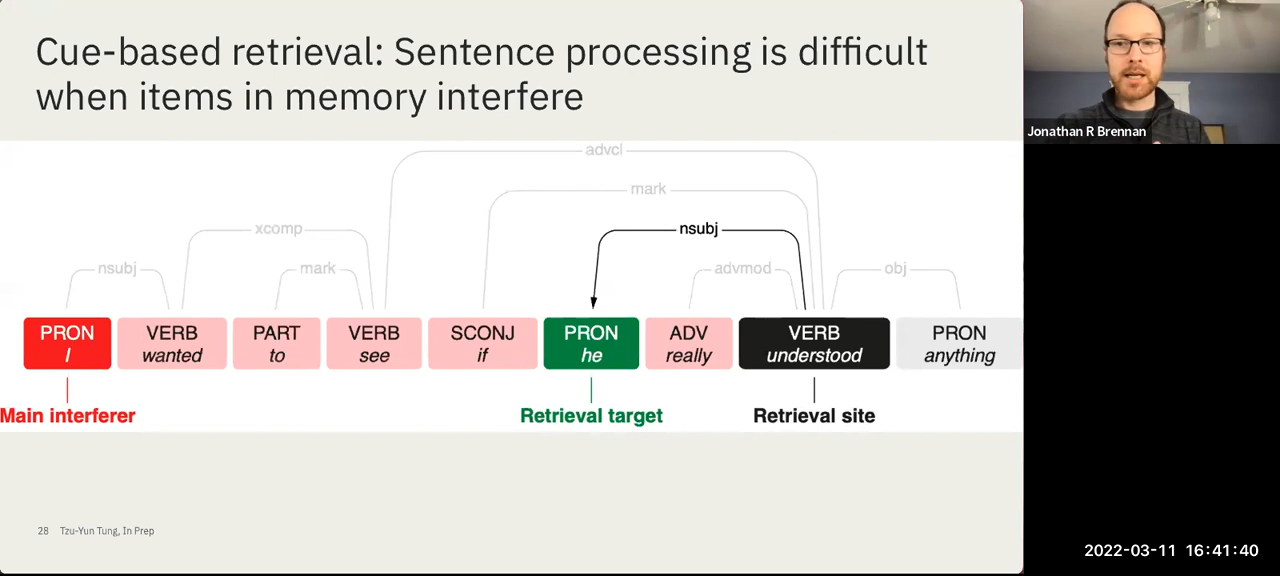 Cue-based retrieval: Sentence processing is difficult
when items in memory interfere
Jonathan R Brennan
advcl
mark
xcomp
nsubj
nsubj
mark
advmod
obj
PRON VERB PART VERB SCONJ PRON ADV VERB PRON
I wanted to see if he really understood anything
Main interferer Retrieval target Retrieval site
28 Tzu-Yun Tung, In Prep
2022-03-11 16:41:40